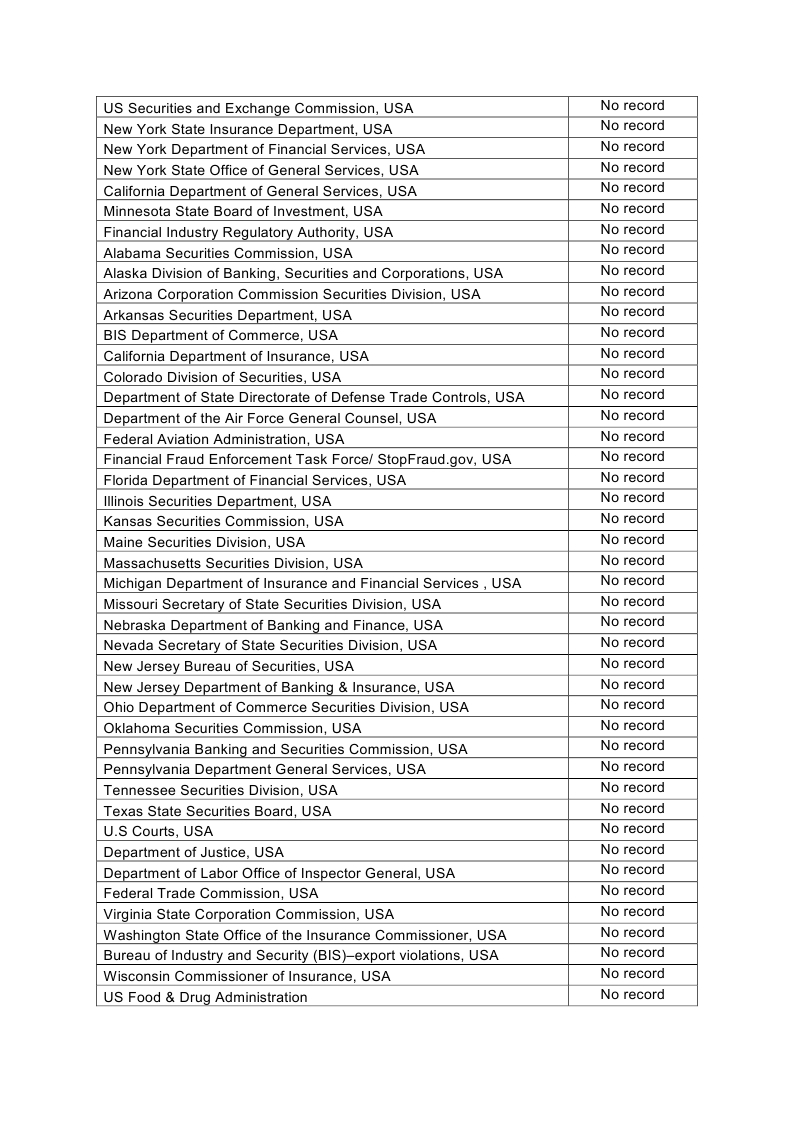 US Securities and Exchange Commission, USA No record
New York State Insurance Department, USA No record
New York Department of Financial Services, USA No record
New York State Office of General Services, USA No record
California Department of General Services, USA No record
Minnesota State Board of Investment, USA No record
Financial Industry Regulatory Authority, USA No record
Alabama Securities Commission, USA No record
Alaska Division of Banking, Securities and Corporations, USA No record
Arizona Corporation Commission Securities Division, USA No record
Arkansas Securities Department, USA No record
BIS Department of Commerce, USA No record
California Department of Insurance, USA No record
Colorado Division of Securities, USA No record
Department of State Directorate of Defense Trade Controls, USA No record
Department of the Air Force General Counsel, USA No record
Federal Aviation Administration, USA No record
Financial Fraud Enforcement Task Force/ StopFraud.gov, USA No record
Florida Department of Financial Services, USA No record
Illinois Securities Department, USA No record
Kansas Securities Commission, USA No record
Maine Securities Division, USA No record
Massachusetts Securities Division, USA No record
Michigan Department of Insurance and Financial Services , USA No record
Missouri Secretary of State Securities Division, USA No record
Nebraska Department of Banking and Finance, USA No record
Nevada Secretary of State Securities Division, USA No record
New Jersey Bureau of Securities, USA No record
New Jersey Department of Banking & Insurance, USA No record
Ohio Department of Commerce Securities Division, USA No record
Oklahoma Securities Commission, USA No record
Pennsylvania Banking and Securities Commission, USA No record
Pennsylvania Department General Services, USA No record
Tennessee Securities Division, USA No record
Texas State Securities Board, USA No record
U.S Courts, USA No record
Department of Justice, USA No record
Department of Labor Office of Inspector General, USA No record
Federal Trade Commission, USA No record
Virginia State Corporation Commission, USA No record
Washington State Office of the Insurance Commissioner, USA No record
Bureau of Industry and Security (BIS)–export violations, USA No record
Wisconsin Commissioner of Insurance, USA No record
US Food & Drug Administration No record